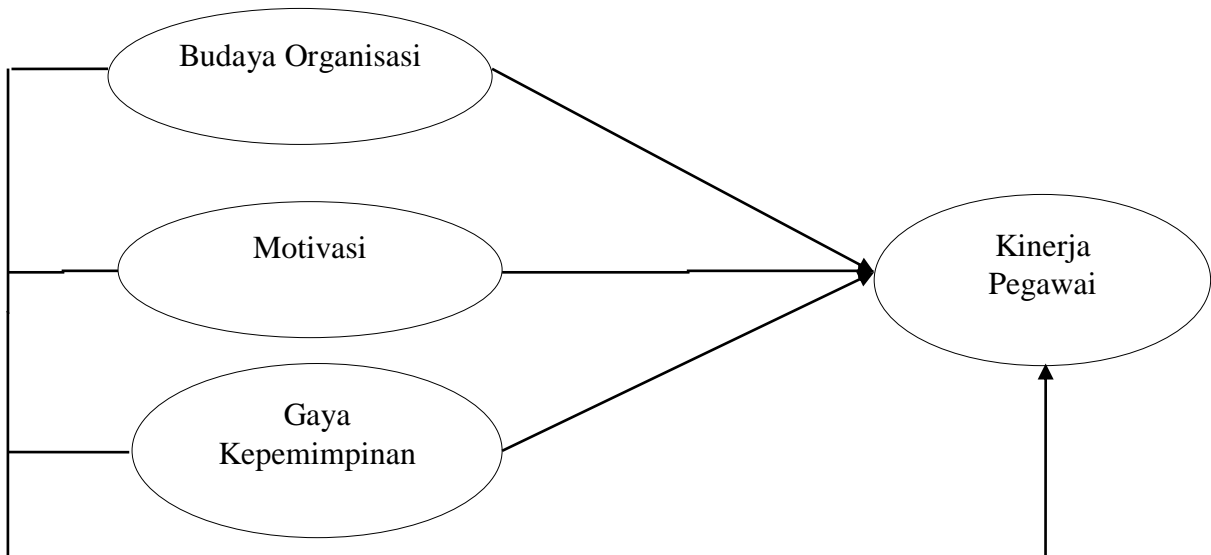 Budaya Organisasi
Motivasi
Gaya
Kepemimpinan
Kinerja
Pegawai